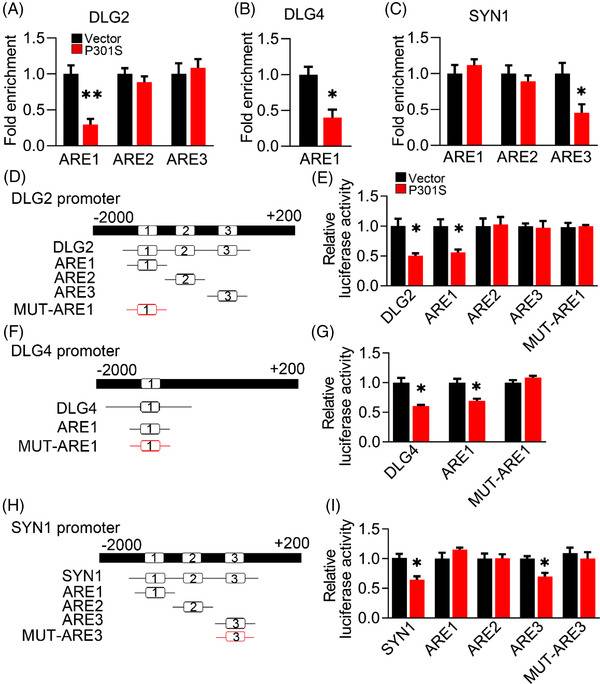 (A)
DLG2
Vector
P301S
Fold enrichment
1.5
1.0
0.5
0.0
**
ARE1 ARE2 ARE3
(B)
DLG4
Fold enrichment
1.5
1.0
0.5
0.0
*
ARE1
(C)
SYN1
Fold enrichment
1.5
1.0
0.5
0.0
*
ARE1 ARE2 ARE3
(D)
DLG2 promoter
-2000 +200
1 2 3
DLG2 1 2 3
ARE1 1
ARE2 2
ARE3 3
MUT-ARE1 1
(E)
Vector
P301S
Relative
luciferase activity
1.5
1.0
0.5
0.0
* *
DLG2 ARE1 ARE2 ARE3 MUT-ARE1
(F)
DLG4 promoter
-2000 +200
1
DLG4 1
ARE1 1
MUT-ARE1 1
(G)
Relative
luciferase activity
1.5
1.0
0.5
0.0
* *
DLG4 ARE1 MUT-ARE1
(H)
SYN1 promoter
-2000 +200
1 2 3
SYN1 1 2 3
ARE1 1
ARE2 2
ARE3 3
MUT-ARE3 3
(I)
Relative
luciferase activity
1.5
1.0
0.5
0.0
* *
SYN1 ARE1 ARE2 ARE3 MUT-ARE3